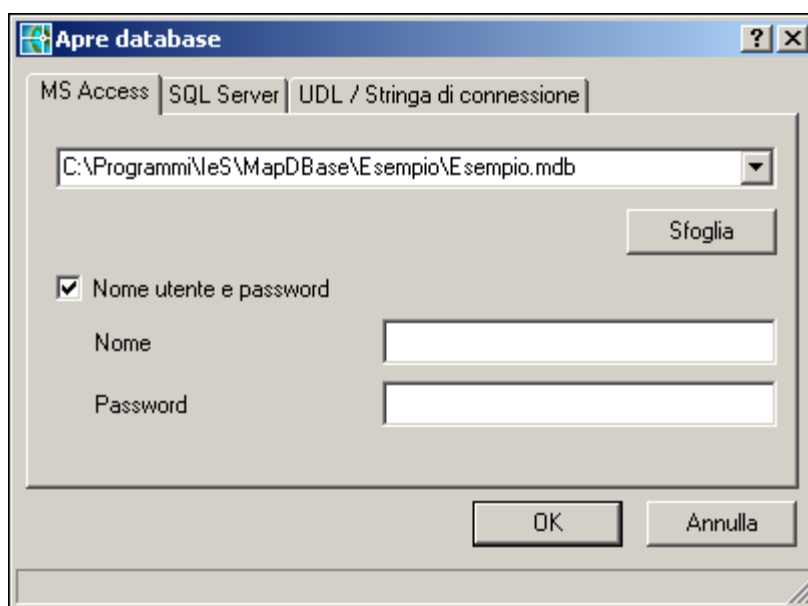 Apre database
MS Access SQL Server UDL / Stringa di connessione
C:\Programmi\IeS\MapDBase\Esempio\Esempio.mdb
Sfoglia
Nome utente e password
Nome
Password
OK Annulla